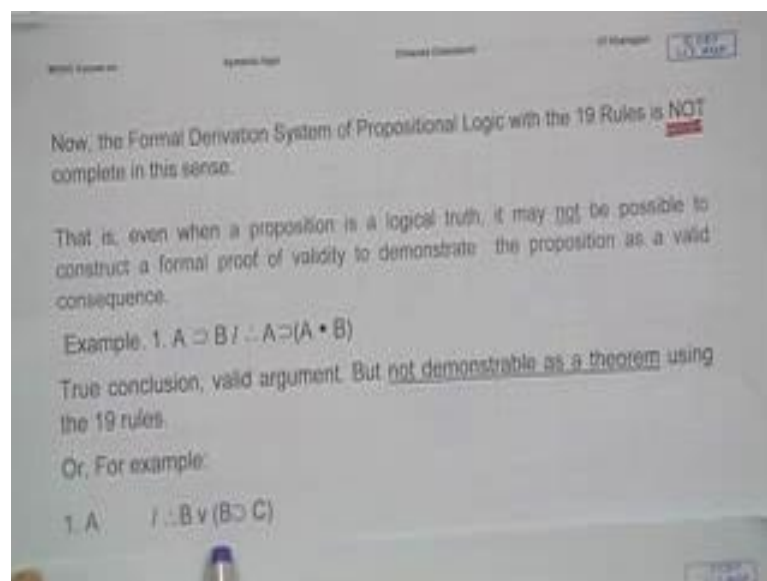 Now, the Formal Derivation System of Propositional Logic with the 19 Rules is NOT
complete in this sense.
That is, even when a proposition is a logical truth, it may not be possible to
construct a formal proof of validity to demonstrate the proposition as a valid
consequence.
Example. 1. A ⊃ B / ∴ A⊃(A • B)
True conclusion, valid argument. But not demonstrable as a theorem using
the 19 rules.
Or, For example:
1. A / ∴B v (B⊃ C)